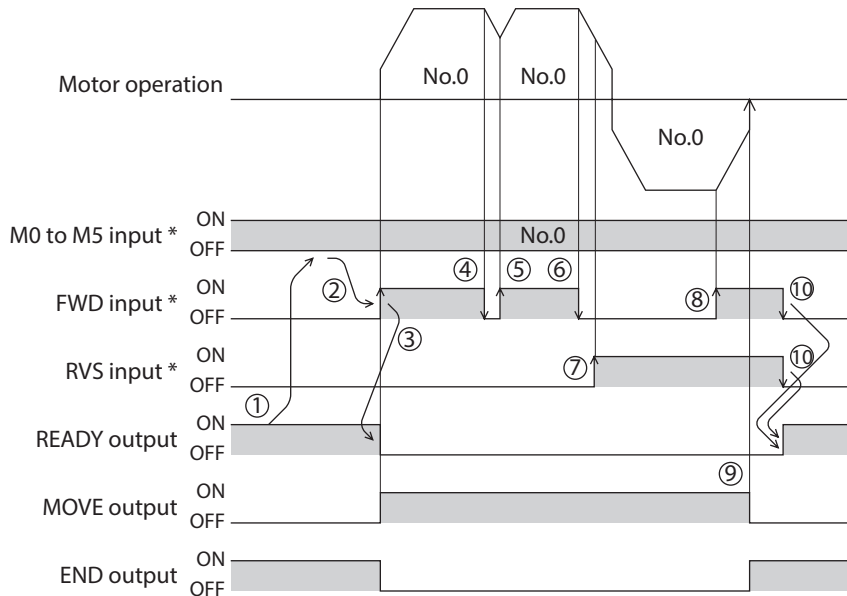 No.0 No.0
Motor operation
No.0
M0 to M5 input * ON
OFF
No.0
④ ⑤ ⑥
FWD input * ON
OFF
② ⑧ ⑩
③
RVS input * ON
OFF
⑦ ⑩
①
READY output ON
OFF
⑨
MOVE output ON
OFF
END output ON
OFF